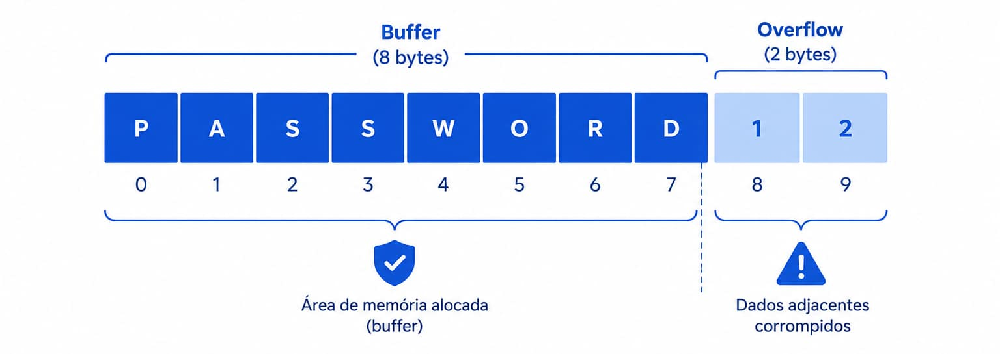 Buffer
(8 bytes)
Overflow
(2 bytes)
P A S S W O R D 1 2
0 1 2 3 4 5 6 7 8 9
Área de memória alocada
(buffer)
Dados adjacentes
corrompidos